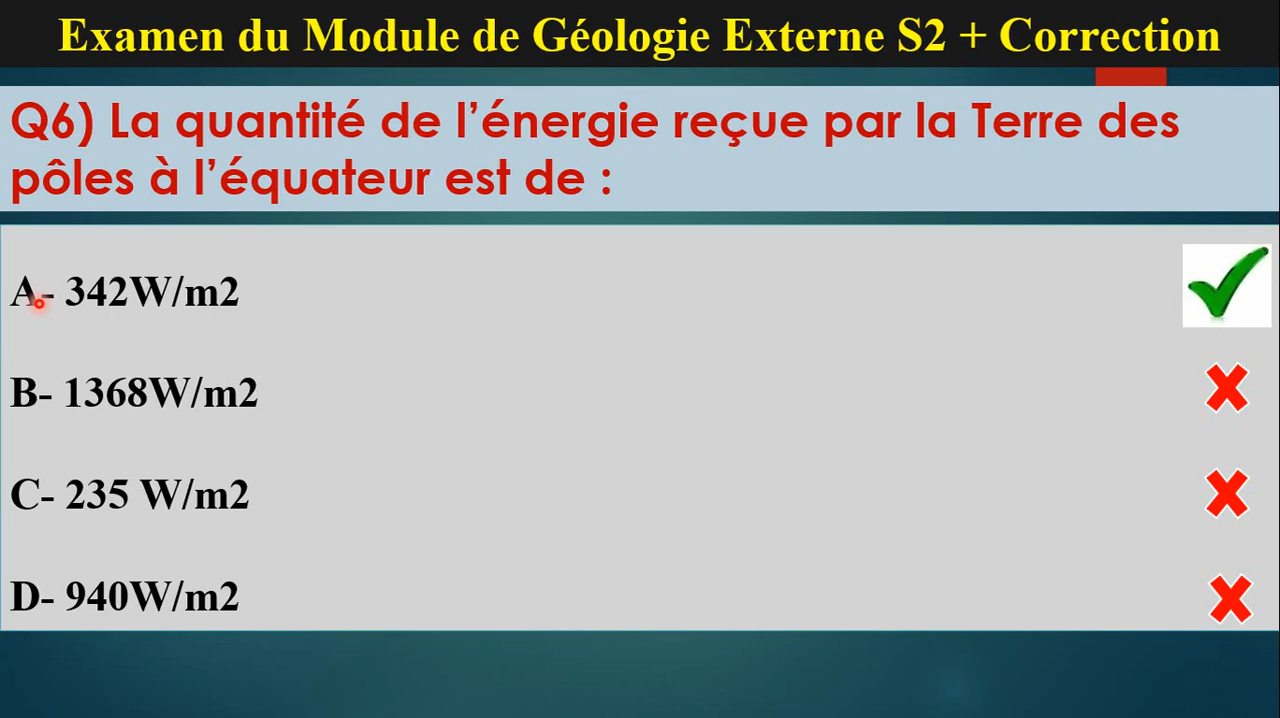 Examen du Module de Géologie Externe S2 + Correction
Q6) La quantité de l’énergie reçue par la Terre des
pôles à l’équateur est de :
A- 342W/m2
B- 1368W/m2
C- 235 W/m2
D- 940W/m2